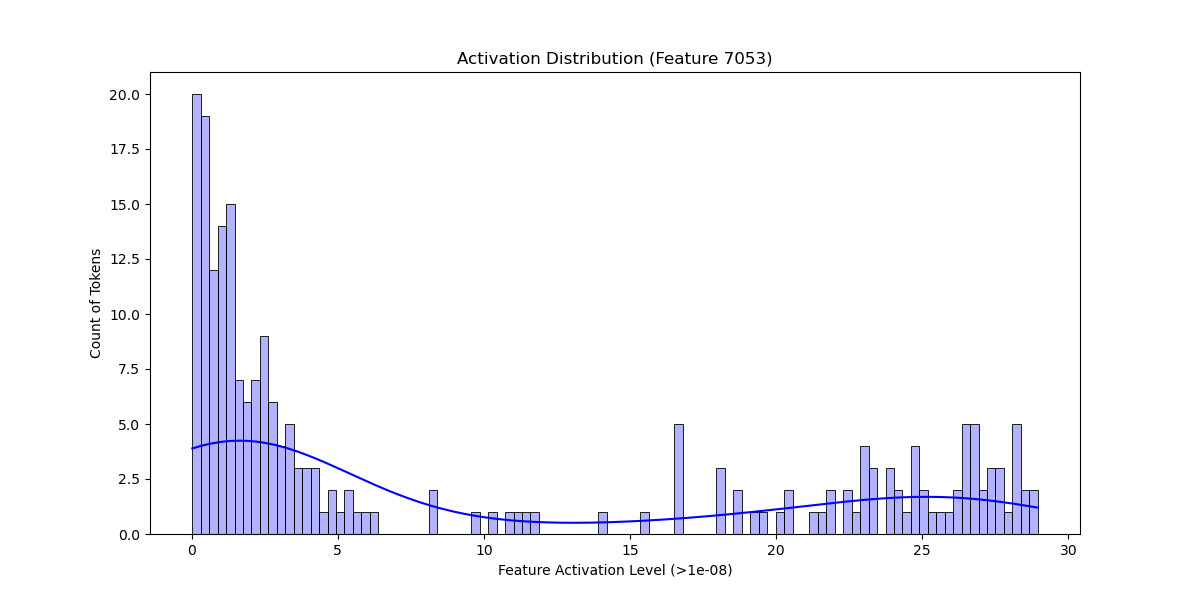 Activation Distribution (Feature 7053)
20.0
17.5
15.0
12.5
10.0
7.5
5.0
2.5
0.0
Count of Tokens
0 5 10 15 20 25 30
Feature Activation Level (>1e-08)